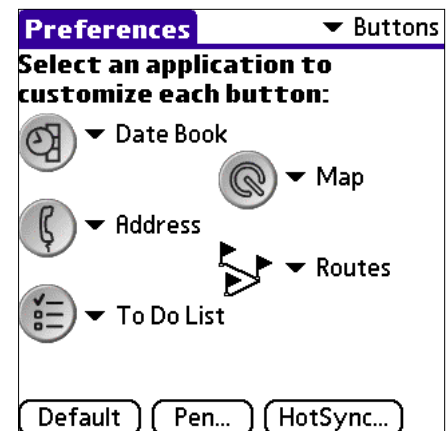 Preferences
Buttons
Select an application to
customize each button:
Date Book
Map
Address
Routes
To Do List
Default
Pen...
HotSync...